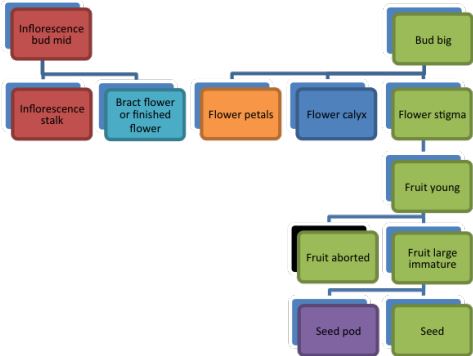 Inflorescence
bud mid
Bud big
Inflorescence
stalk
Bract flower
or finished
flower
Flower petals
Flower calyx
Flower stigma
Fruit young
Fruit aborted
Fruit large
immature
Seed pod
Seed